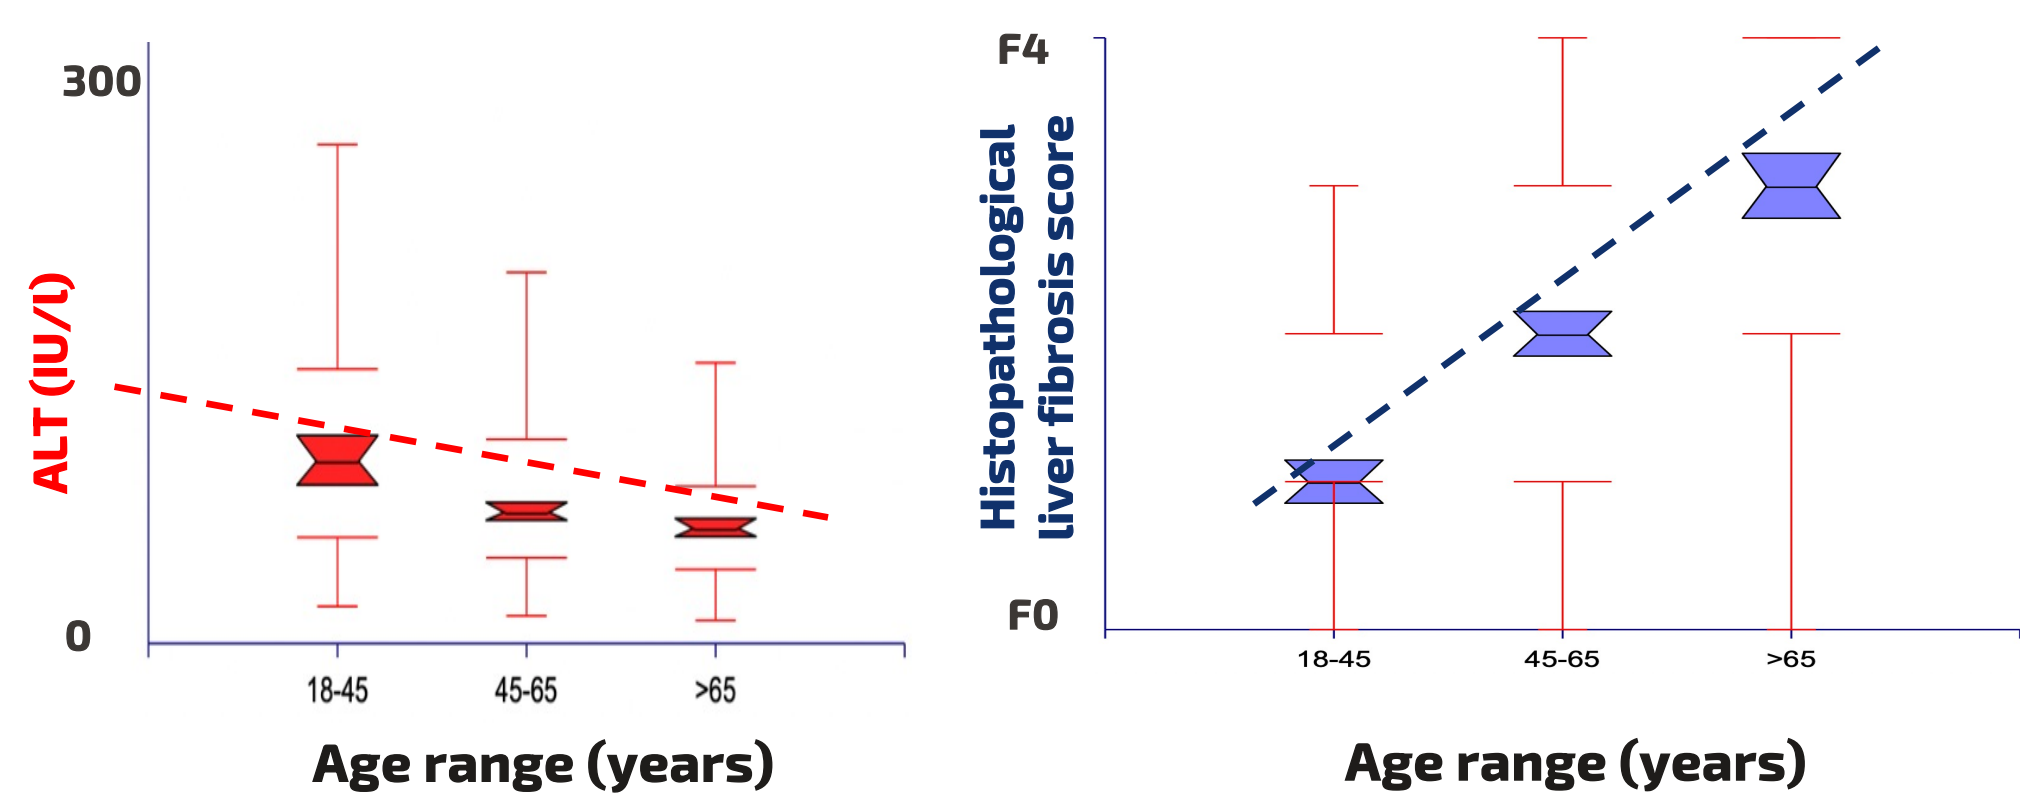 300
ALT (IU/l)
0
18-45
45-65
>65
Age range (years)
F4
Histopathological
liver fibrosis score
F0
18-45
45-65
>65
Age range (years)